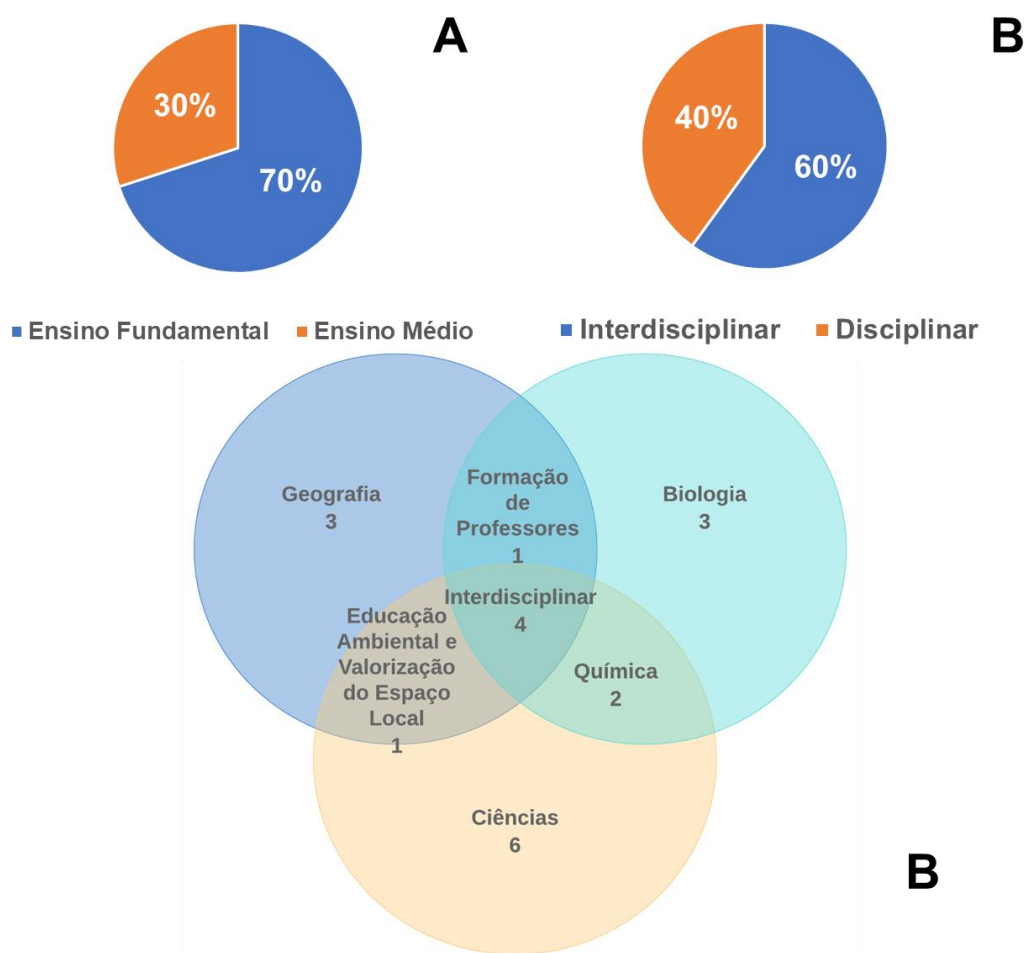 A
B
30%
70%
40%
60%
Ensino Fundamental
Ensino Médio
Interdisciplinar
Disciplinar
Geografia
3
Formação
de
Professores
1
Biologia
3
Interdisciplinar
4
Educação
Ambiental e
Valorização
do Espaço
Local
1
Química
2
Ciências
6
B